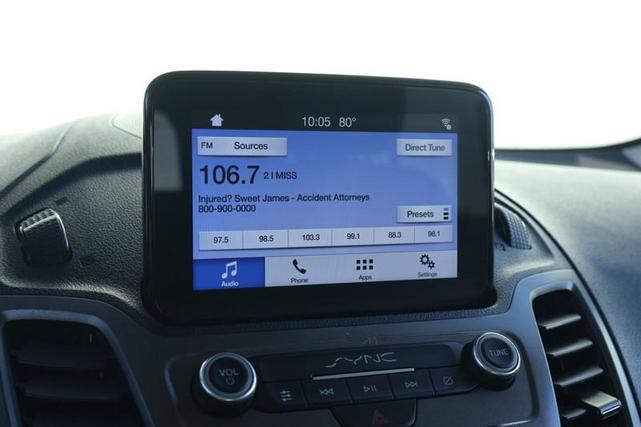 10:05 80°
FM Sources Direct Tune
106.7 2 I MISS
Injured? Sweet James - Accident Attorneys
800-900-0000
Presets
97.5 98.5 103.3 99.1 88.3 98.1
Audio Phone Apps Settings
SYNC
VOL TUNE